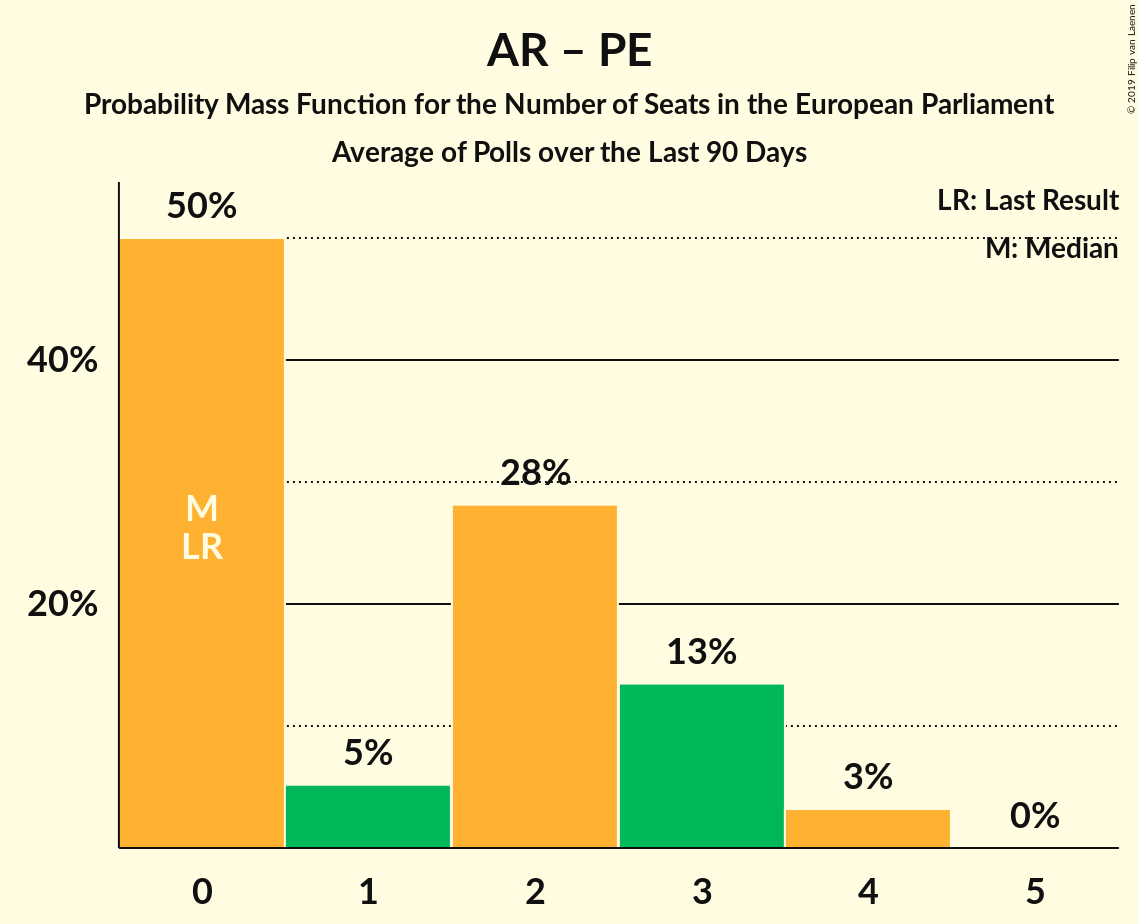 AR – PE
Probability Mass Function for the Number of Seats in the European Parliament
Average of Polls over the Last 90 Days
© 2019 Filip van Laenen
LR: Last Result
M: Median
50%
40%
28%
M
LR
20%
13%
5%
3%
0%
0 1 2 3 4 5